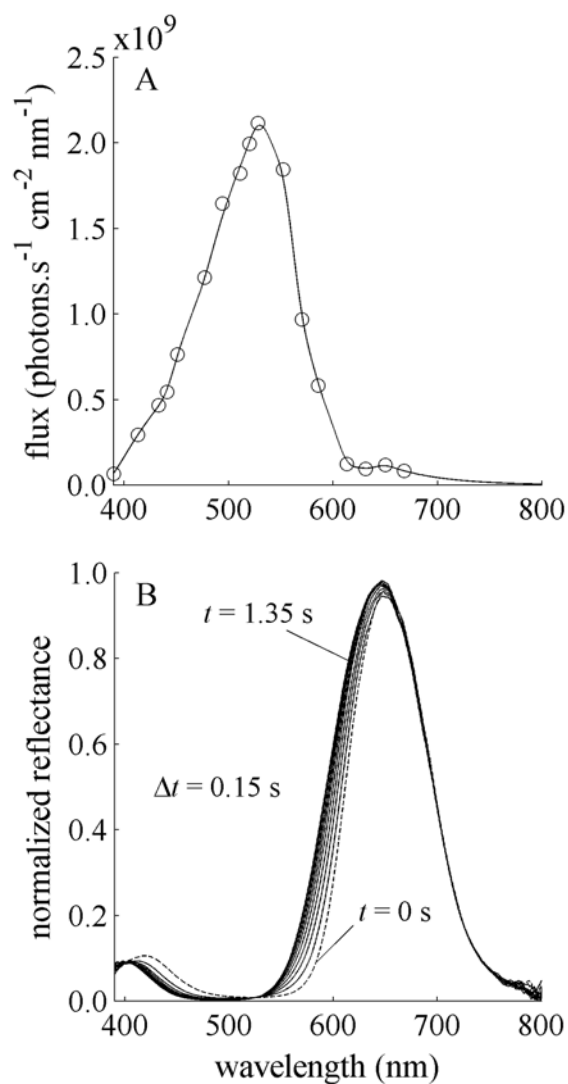 x10⁹
A
2.5
2.0
1.5
1.0
0.5
0.0
flux (photons.s⁻¹ cm⁻² nm⁻¹)
400 500 600 700 800
B
1.0
0.8
0.6
0.4
0.2
0.0
normalized reflectance
t = 1.35 s
Δt = 0.15 s
t = 0 s
400 500 600 700 800
wavelength (nm)